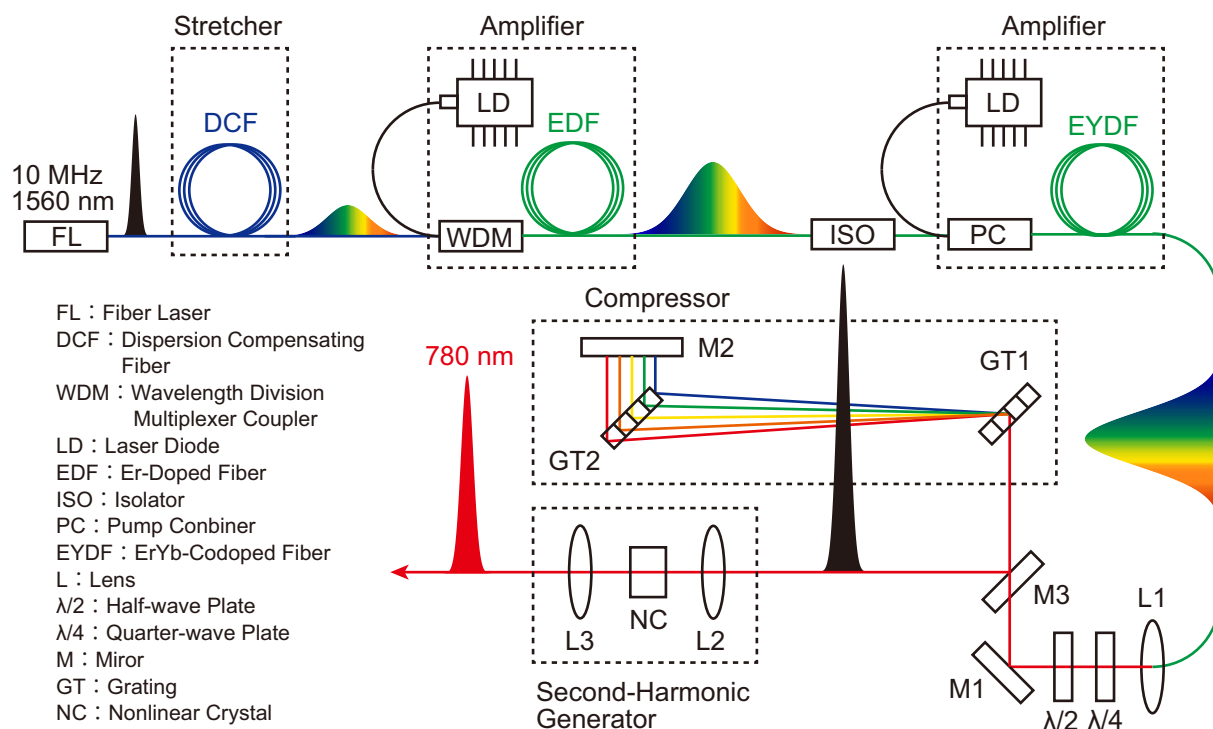 Stretcher
Amplifier
Amplifier
LD
LD
DCF
EDF
EYDF
10 MHz
1560 nm
FL
WDM
ISO
PC
Compressor
M2
GT1
GT2
780 nm
FL：Fiber Laser
DCF：Dispersion Compensating
Fiber
WDM：Wavelength Division
Multiplexer Coupler
LD：Laser Diode
EDF：Er-Doped Fiber
ISO：Isolator
PC：Pump Conbiner
EYDF：ErYb-Codoped Fiber
L：Lens
λ/2：Half-wave Plate
λ/4：Quarter-wave Plate
M：Miror
GT：Grating
NC：Nonlinear Crystal
L3
NC
L2
Second-Harmonic
Generator
M3
L1
M1
λ/2
λ/4